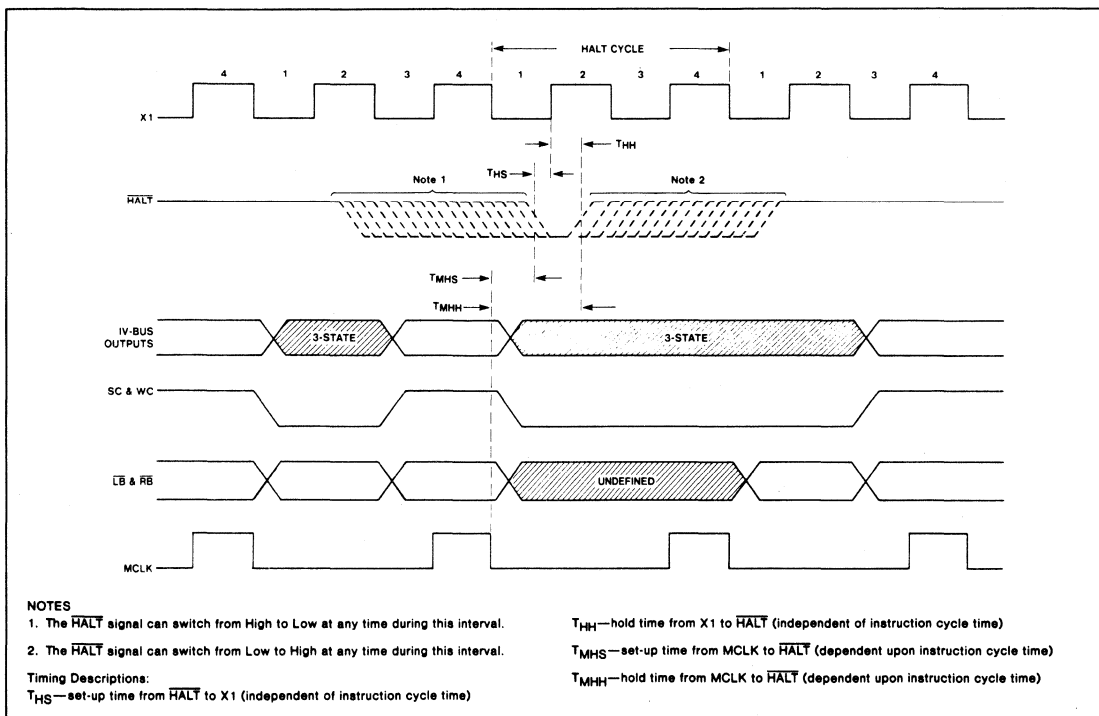 HALT CYCLE
4 1 2 3 4 1 2 3 4 1 2 3 4
X1
THH
THS
Note 1
Note 2
HALT
TMHS
TMHH
IV-BUS
OUTPUTS
3-STATE
3-STATE
SC & WC
LB & RB
UNDEFINED
MCLK
NOTES
1. The HALT signal can switch from High to Low at any time during this interval.
2. The HALT signal can switch from Low to High at any time during this interval.
Timing Descriptions:
THS—set-up time from HALT to X1 (independent of instruction cycle time)
THH—hold time from X1 to HALT (independent of instruction cycle time)
TMHS—set-up time from MCLK to HALT (dependent upon instruction cycle time)
TMHH—hold time from MCLK to HALT (dependent upon instruction cycle time)